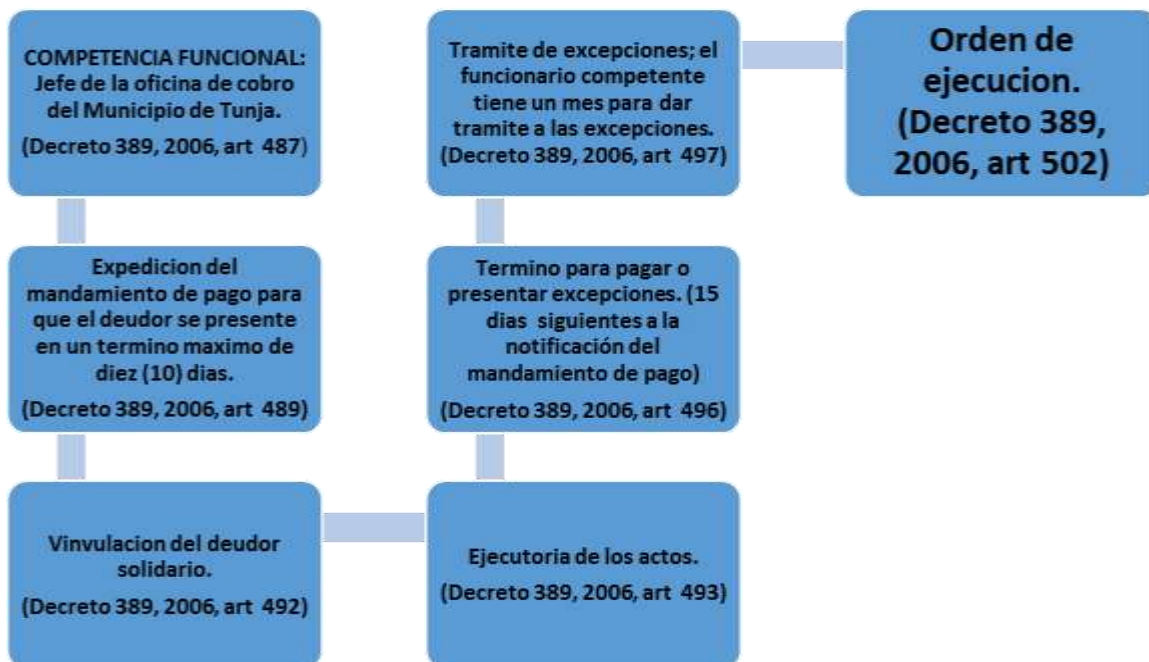 COMPETENCIA FUNCIONAL:
Jefe de la oficina de cobro
del Municipio de Tunja.
(Decreto 389, 2006, art 487)
Expedicion del
mandamiento de pago para
que el deudor se presente
en un termino maximo de
diez (10) dias.
(Decreto 389, 2006, art 489)
Vinvulacion del deudor
solidario.
(Decreto 389, 2006, art 492)
Ejecutoria de los actos.
(Decreto 389, 2006, art 493)
Termino para pagar o
presentar excepciones. (15
dias siguientes a la
notificación del
mandamiento de pago)
(Decreto 389, 2006, art 496)
Tramite de excepciones; el
funcionario competente
tiene un mes para dar
tramite a las excepciones.
(Decreto 389, 2006, art 497)
Orden de
ejecucion.
(Decreto 389,
2006, art 502)